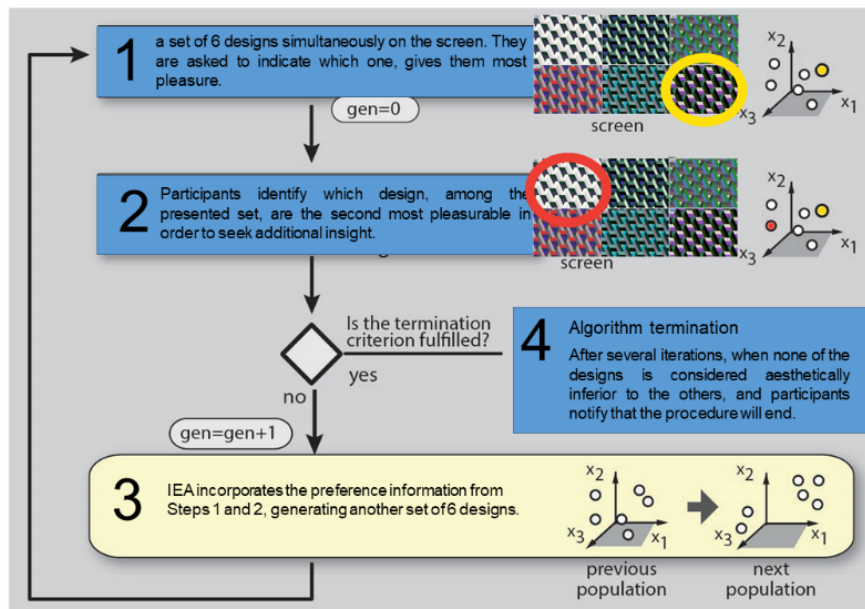 1
a set of 6 designs simultaneously on the screen. They
are asked to indicate which one, gives them most
pleasure.
gen=0
screen
x2
x3
x1
2
Participants identify which design, among the
presented set, are the second most pleasurable in
order to seek additional insight.
screen
x2
x3
x1
Is the termination
criterion fulfilled?
yes
no
4
Algorithm termination
After several iterations, when none of the
designs is considered aesthetically
inferior to the others, and participants
notify that the procedure will end.
gen=gen+1
3
IEA incorporates the preference information from
Steps 1 and 2, generating another set of 6 designs.
x2
x3
x1
previous
population
x2
x3
x1
next
population